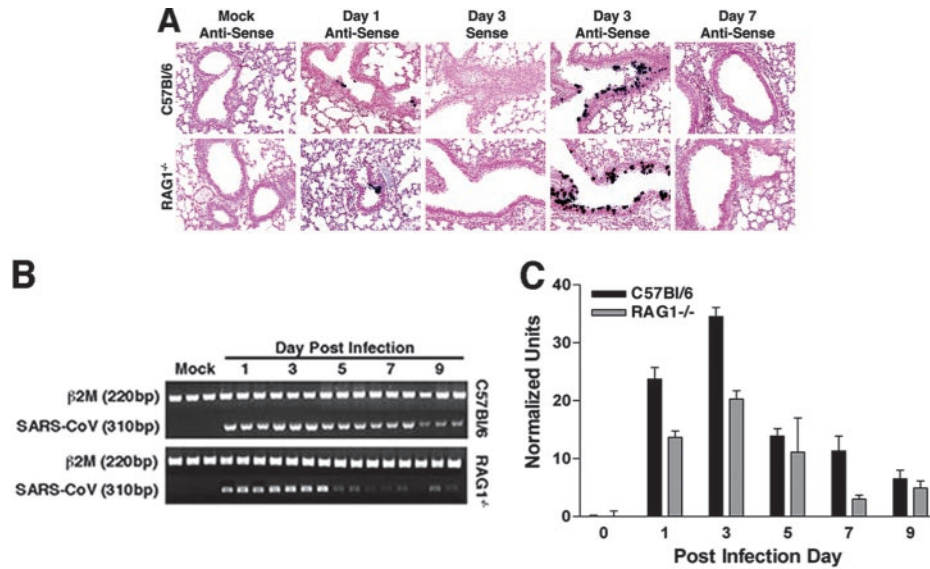 A
Mock Anti-Sense
Day 1 Anti-Sense
Day 3 Sense
Day 3 Anti-Sense
Day 7 Anti-Sense
C57Bl/6
RAG1-/-
B
Day Post Infection
Mock 1 3 5 7 9
β2M (220bp)
SARS-CoV (310bp)
C57Bl/6
β2M (220bp)
SARS-CoV (310bp)
RAG1-/-
C
C57Bl/6
RAG1-/-
Normalized Units
40
30
20
10
0
0 1 3 5 7 9
Post Infection Day